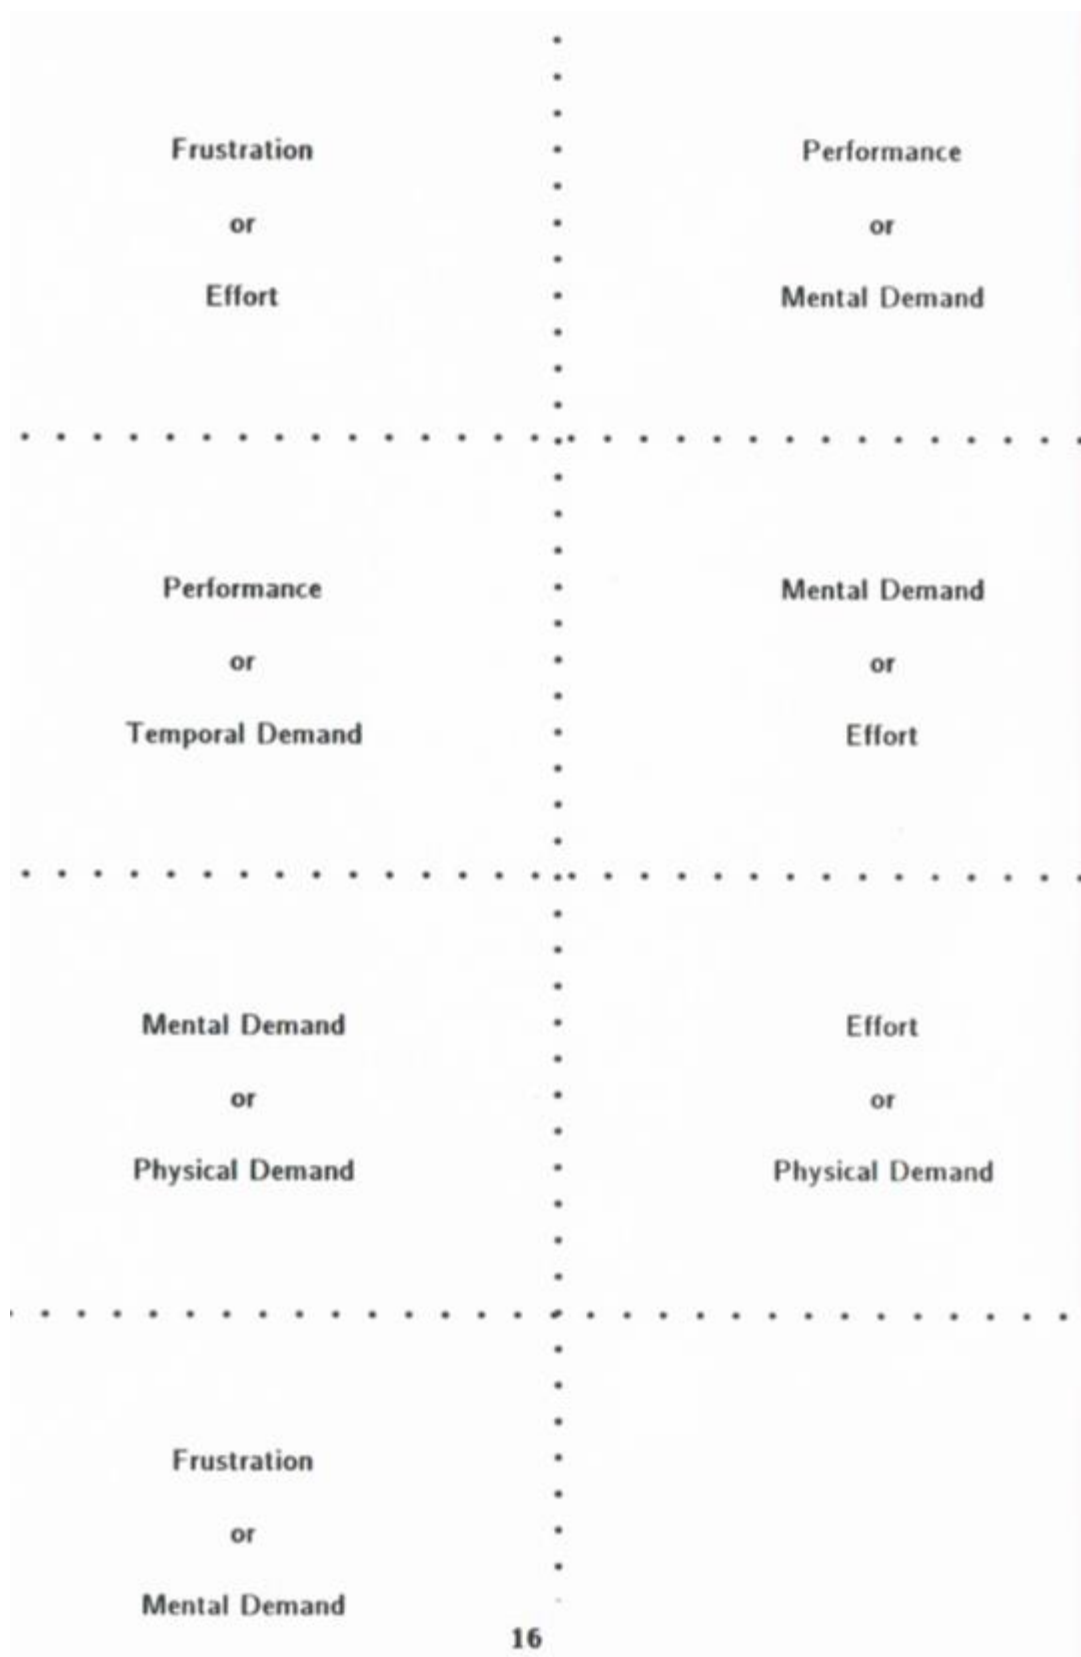 Frustration
or
Effort
Performance
or
Mental Demand
Performance
or
Temporal Demand
Mental Demand
or
Effort
Mental Demand
or
Physical Demand
Effort
or
Physical Demand
Frustration
or
Mental Demand
16